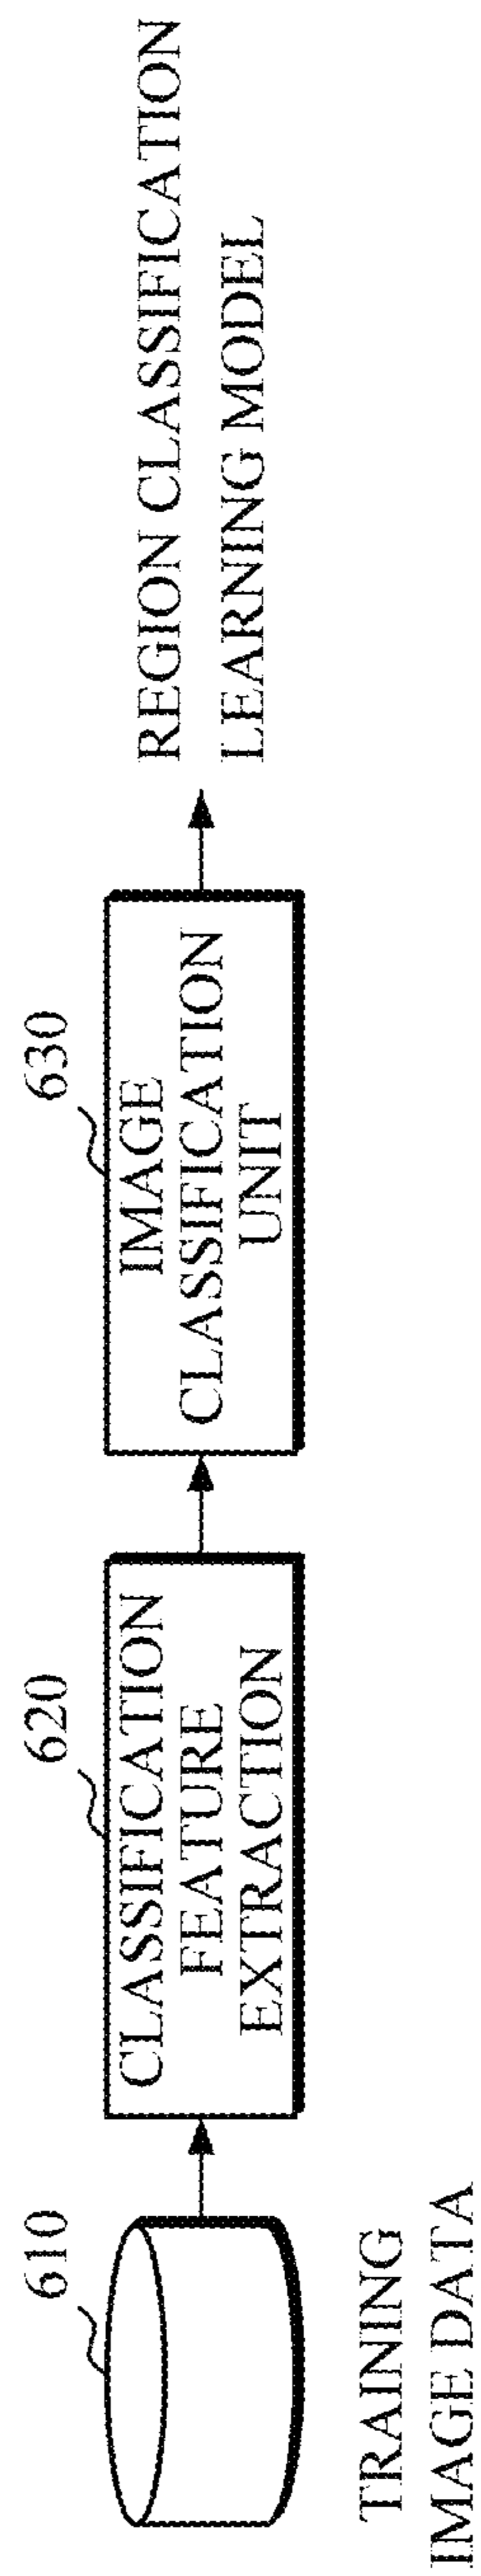 610
TRAINING
IMAGE DATA
620
CLASSIFICATION
FEATURE
EXTRACTION
630
IMAGE
CLASSIFICATION
UNIT
REGION CLASSIFICATION
LEARNING MODEL